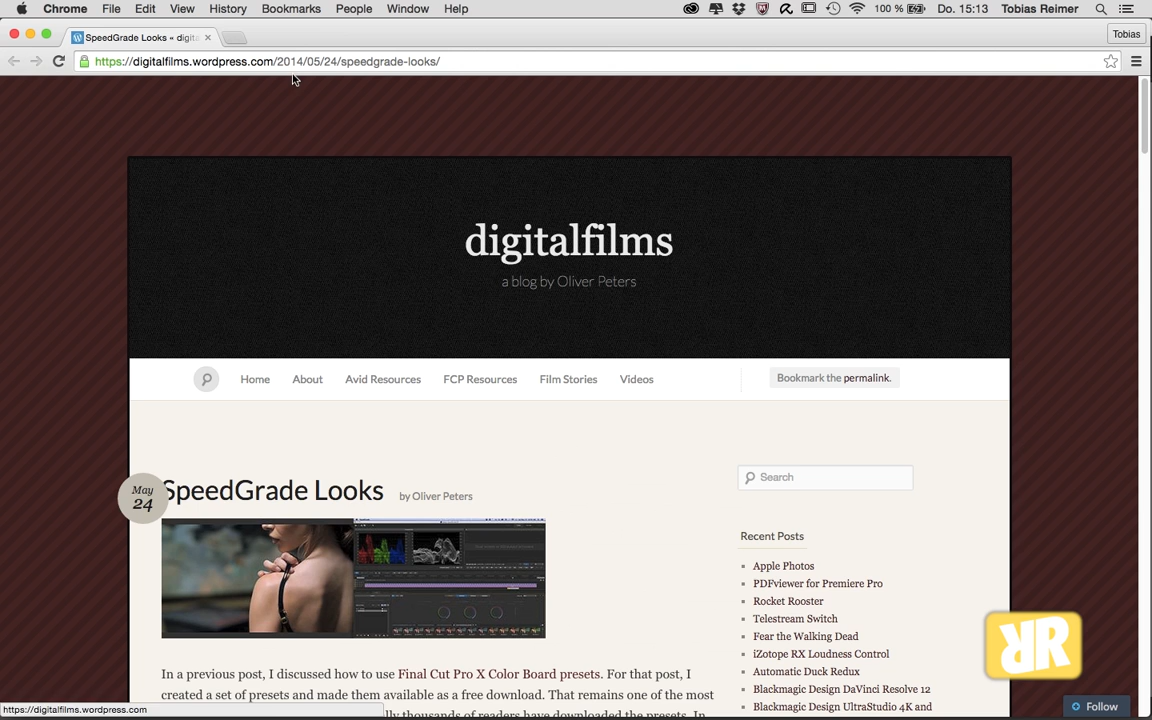 Chrome File Edit View History Bookmarks People Window Help 100 % Do. 15:13 Tobias Reimer
SpeedGrade Looks « digita
Tobias
https://digitalfilms.wordpress.com/2014/05/24/speedgrade-looks/
digitalfilms
a blog by Oliver Peters
Home About Avid Resources FCP Resources Film Stories Videos
Bookmark the permalink.
May
24
SpeedGrade Looks by Oliver Peters
In a previous post, I discussed how to use Final Cut Pro X Color Board presets. For that post, I
created a set of presets and made them available as a free download. That remains one of the most
thousands of readers have downloaded the presets. In
Search
Recent Posts
Apple Photos
PDFviewer for Premiere Pro
Rocket Rooster
Telestream Switch
Fear the Walking Dead
iZotope RX Loudness Control
Automatic Duck Redux
Blackmagic Design DaVinci Resolve 12
Blackmagic Design UltraStudio 4K and
Follow
https://digitalfilms.wordpress.com